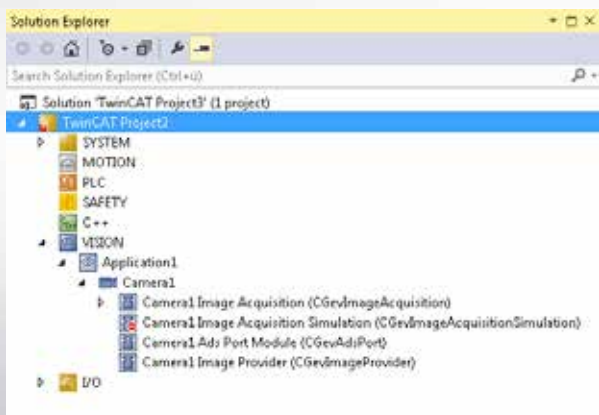 Solution Explorer
Search Solution Explorer (Ctrl+ü)
Solution 'TwinCAT Project3' (1 project)
TwinCAT Project3
SYSTEM
MOTION
PLC
SAFETY
C++
VISION
Application1
Camera1
Camera1 Image Acquisition (CGevImageAcquisition)
Camera1 Image Acquisition Simulation (CGevImageAcquisitionSimulation)
Camera1 Ads Port Module (CGevAdsPort)
Camera1 Image Provider (CGevImageProvider)
I/O